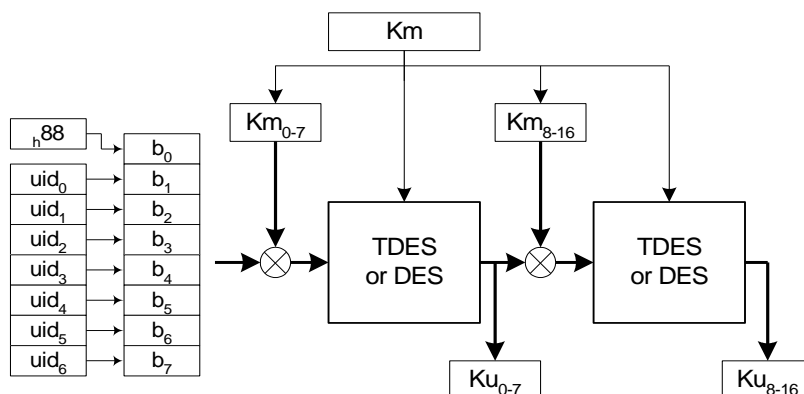 Km
Km0-7
Km8-16
h88
b0
uid0
b1
uid1
b2
uid2
b3
uid3
b4
uid4
b5
uid5
b6
uid6
b7
TDES
or DES
TDES
or DES
Ku0-7
Ku8-16